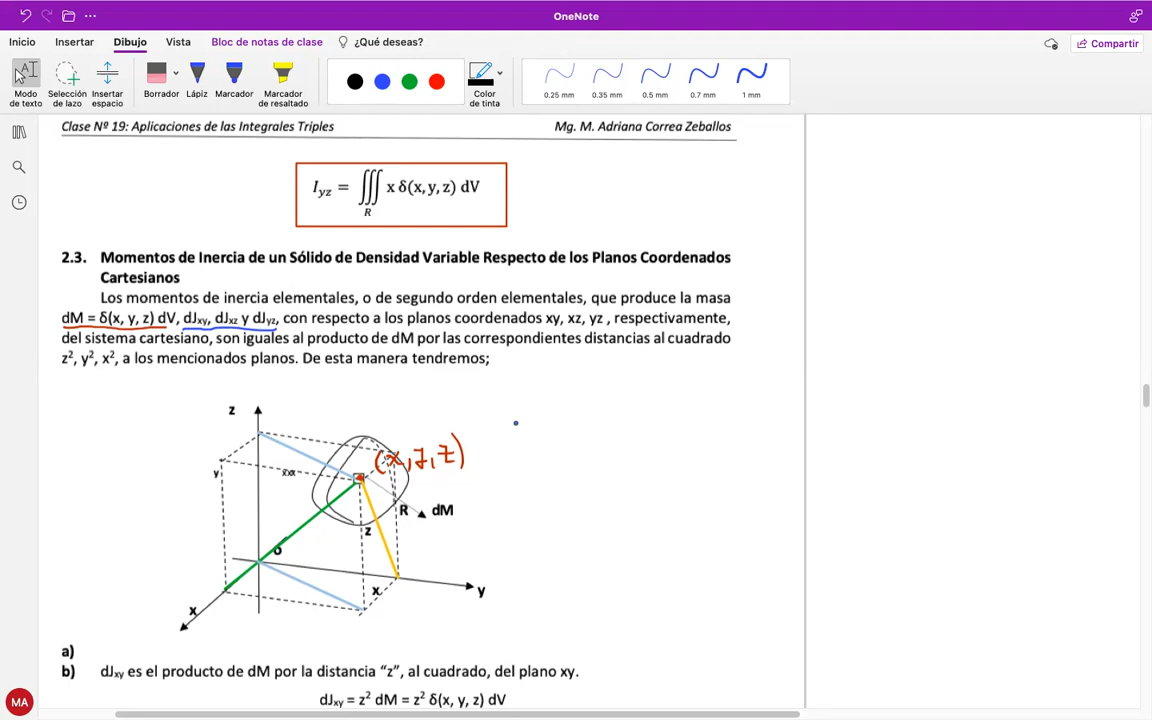 OneNote
Inicio Insertar Dibujo Vista Bloc de notas de clase ¿Qué deseas? Compartir
Modo de texto Selección de lazo Insertar espacio Borrador Lápiz Marcador Marcador de resaltado Color de tinta 0.25 mm 0.35 mm 0.5 mm 0.7 mm 1 mm
Clase Nº 19: Aplicaciones de las Integrales Triples Mg. M. Adriana Correa Zeballos
I_yz = ∭_R x δ(x, y, z) dV
2.3. Momentos de Inercia de un Sólido de Densidad Variable Respecto de los Planos Coordenados
Cartesianos
Los momentos de inercia elementales, o de segundo orden elementales, que produce la masa
dM = δ(x, y, z) dV, dJxy, dJxz y dJyz, con respecto a los planos coordenados xy, xz, yz , respectivamente,
del sistema cartesiano, son iguales al producto de dM por las correspondientes distancias al cuadrado
z², y², x², a los mencionados planos. De esta manera tendremos;
z
(x, y, z)
y
R dM
z
o
x
y
x
a)
b) dJxy es el producto de dM por la distancia “z”, al cuadrado, del plano xy.
dJxy = z² dM = z² δ(x, y, z) dV
MA